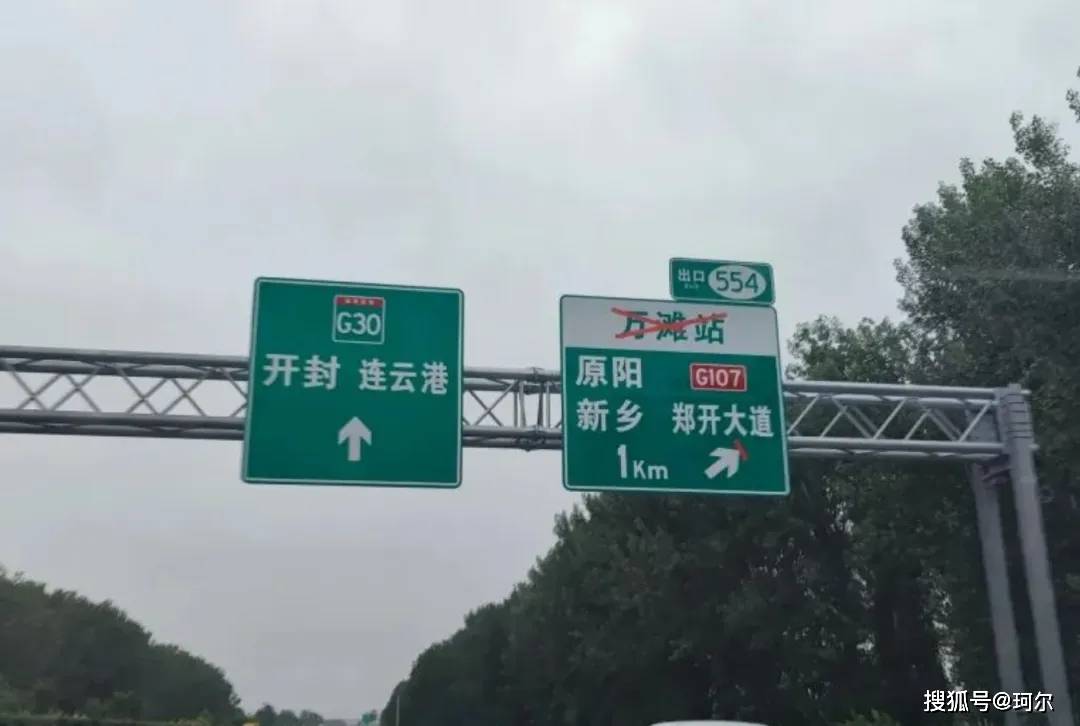 G30
开封 连云港
出口 554
万滩站
原阳 G107
新乡 郑开大道
1Km
搜狐号@珂尔